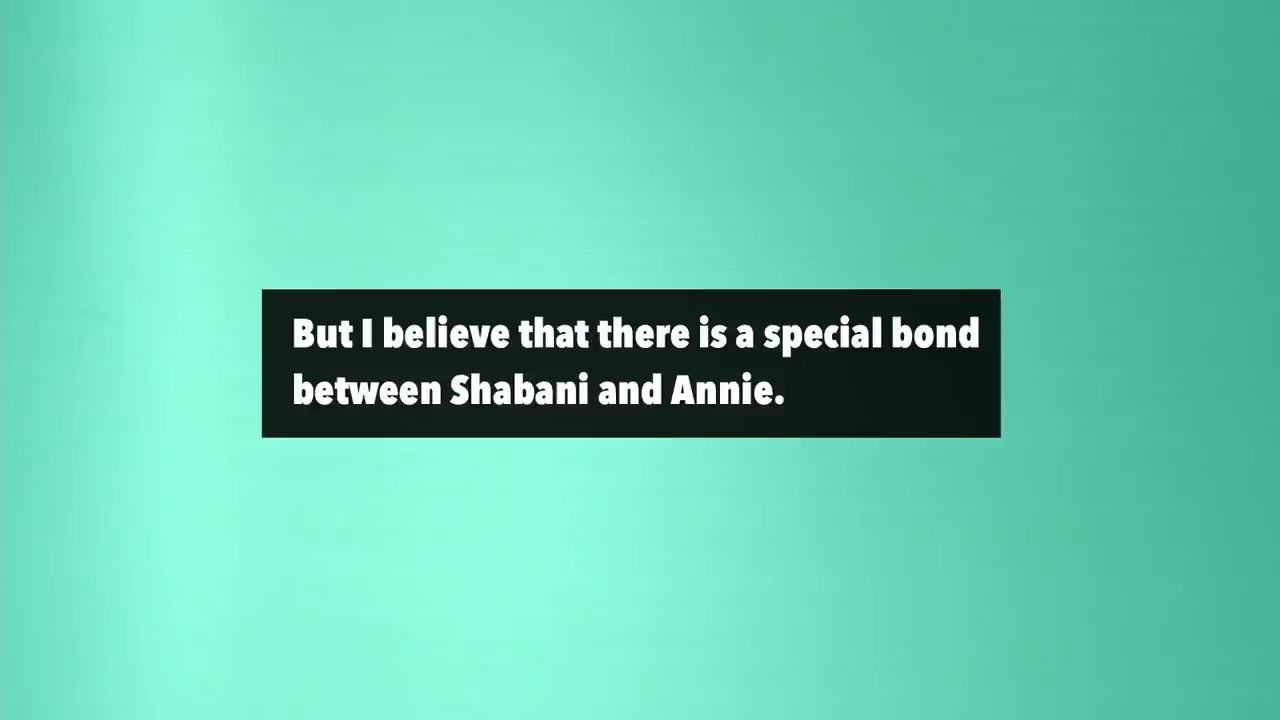 But I believe that there is a special bond
between Shabani and Annie.